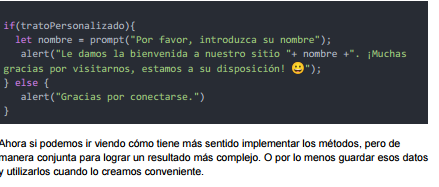 if(tratoPersonalizado){
let nombre = prompt("Por favor, introduzca su nombre");
alert("Le damos la bienvenida a nuestro sitio "+ nombre +". ¡Muchas
gracias por visitarnos, estamos a su disposición! 😀");
} else {
alert("Gracias por conectarse.")
}
Ahora si podemos ir viendo cómo tiene más sentido implementar los métodos, pero de
manera conjunta para lograr un resultado más complejo. O por lo menos guardar esos datos
y utilizarlos cuando lo creamos conveniente.